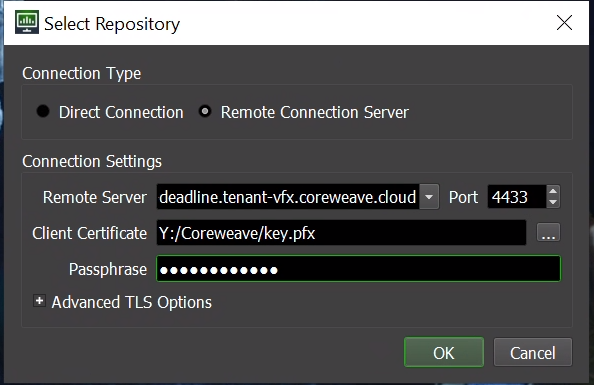 Select Repository
Connection Type
Direct Connection Remote Connection Server
Connection Settings
Remote Server deadline.tenant-vfx.coreweave.cloud Port 4433
Client Certificate Y:/Coreweave/key.pfx ...
Passphrase ●●●●●●●●●●●●
+ Advanced TLS Options
OK Cancel